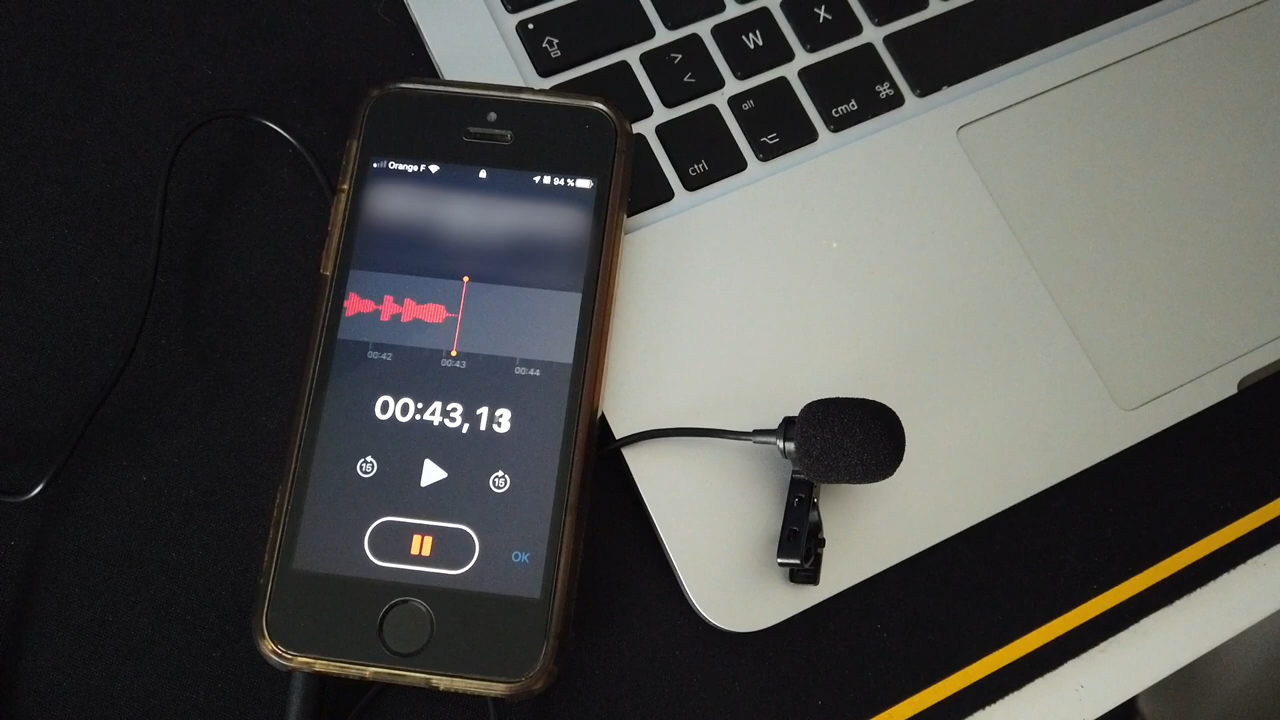 X
W
>
<
cmd ⌘
alt
⌥
ctrl
Orange F
94 %
00:42
00:43
00:44
00:43,13
15
15
OK